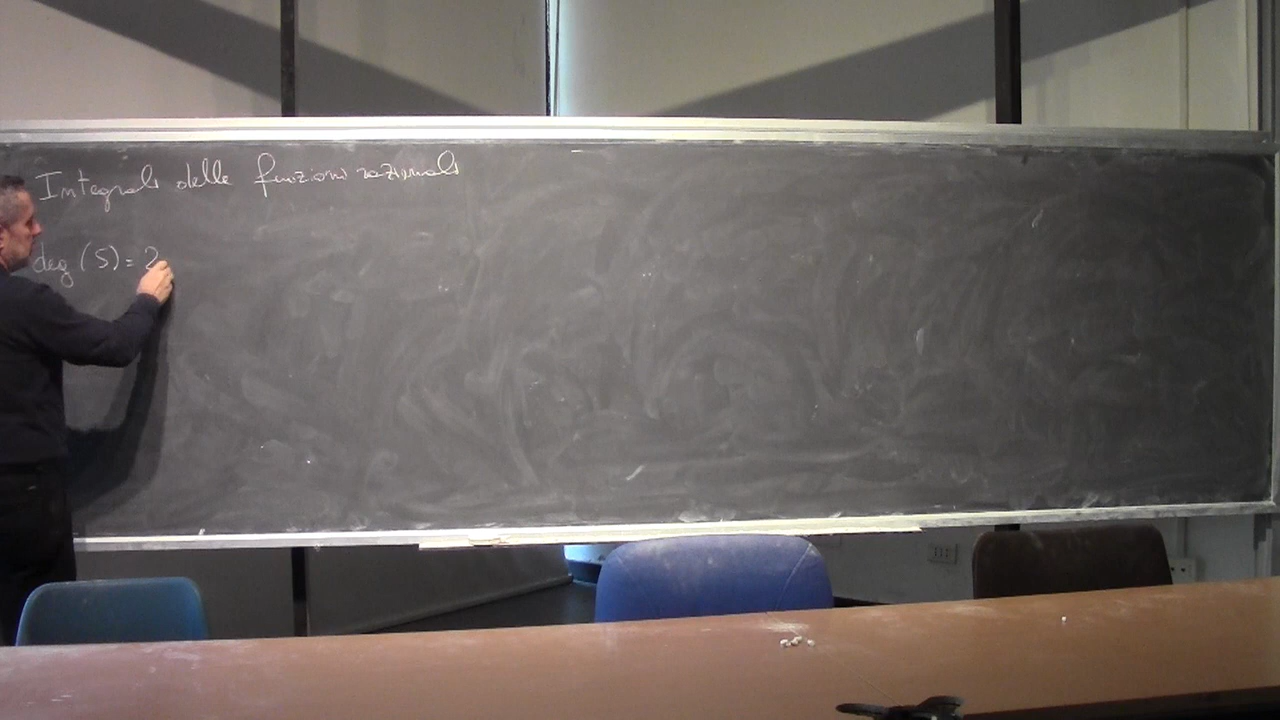 Integrali delle funzioni razionali
deg (S) = 2